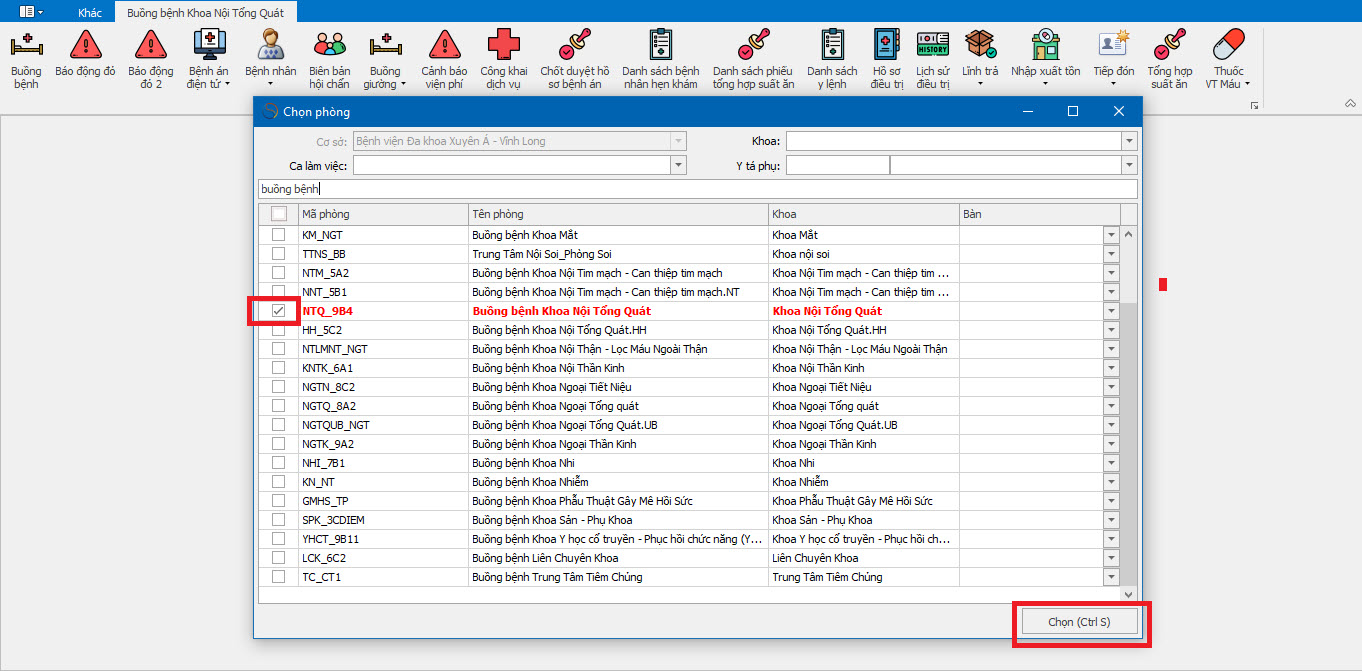 Khác
Buồng bệnh Khoa Nội Tổng Quát
Buồng bệnh
Báo động đỏ
Báo động đỏ 2
Bệnh án điện tử
Bệnh nhân
Biên bản hội chẩn
Buồng giường
Cảnh báo viện phí
Công khai dịch vụ
Chốt duyệt hồ sơ bệnh án
Danh sách bệnh nhân hẹn khám
Danh sách phiếu tổng hợp suất ăn
Danh sách y lệnh
Hồ sơ điều trị
HISTORY
Lịch sử điều trị
Lĩnh trả
Nhập xuất tồn
Tiếp đón
Tổng hợp suất ăn
Thuốc VT Máu
Chọn phòng
Cơ sở: Bệnh viện Đa khoa Xuyên Á - Vĩnh Long
Khoa:
Ca làm việc:
Y tá phụ:
buồng bệnh
Mã phòng Tên phòng Khoa Bàn
KM_NGT Buồng bệnh Khoa Mắt Khoa Mắt
TTNS_BB Trung Tâm Nội Soi_Phòng Soi Khoa nội soi
NTM_5A2 Buồng bệnh Khoa Nội Tim mạch - Can thiệp tim mạch Khoa Nội Tim mạch - Can thiệp tim ...
NNT_5B1 Buồng bệnh Khoa Nội Tim mạch - Can thiệp tim mạch.NT Khoa Nội Tim mạch - Can thiệp tim ...
NTQ_9B4 Buồng bệnh Khoa Nội Tổng Quát Khoa Nội Tổng Quát
HH_5C2 Buồng bệnh Khoa Nội Tổng Quát.HH Khoa Nội Tổng Quát.HH
NTLMNT_NGT Buồng bệnh Khoa Nội Thận - Lọc Máu Ngoài Thận Khoa Nội Thận - Lọc Máu Ngoài Thận
KNTK_6A1 Buồng bệnh Khoa Nội Thần Kinh Khoa Nội Thần Kinh
NGTN_8C2 Buồng bệnh Khoa Ngoại Tiết Niệu Khoa Ngoại Tiết Niệu
NGTQ_8A2 Buồng bệnh Khoa Ngoại Tổng quát Khoa Ngoại Tổng quát
NGTQUB_NGT Buồng bệnh Khoa Ngoại Tổng Quát.UB Khoa Ngoại Tổng Quát.UB
NGTK_9A2 Buồng bệnh Khoa Ngoại Thần Kinh Khoa Ngoại Thần Kinh
NHI_7B1 Buồng bệnh Khoa Nhi Khoa Nhi
KN_NT Buồng bệnh Khoa Nhiễm Khoa Nhiễm
GMHS_TP Buồng bệnh Khoa Phẫu Thuật Gây Mê Hồi Sức Khoa Phẫu Thuật Gây Mê Hồi Sức
SPK_3CDIEM Buồng bệnh Khoa Sản - Phụ Khoa Khoa Sản - Phụ Khoa
YHCT_9B11 Buồng bệnh Khoa Y học cổ truyền - Phục hồi chức năng (Y... Khoa Y học cổ truyền - Phục hồi ch...
LCK_6C2 Buồng bệnh Liên Chuyên Khoa Liên Chuyên Khoa
TC_CT1 Buồng bệnh Trung Tâm Tiêm Chủng Trung Tâm Tiêm Chủng
Chọn (Ctrl S)